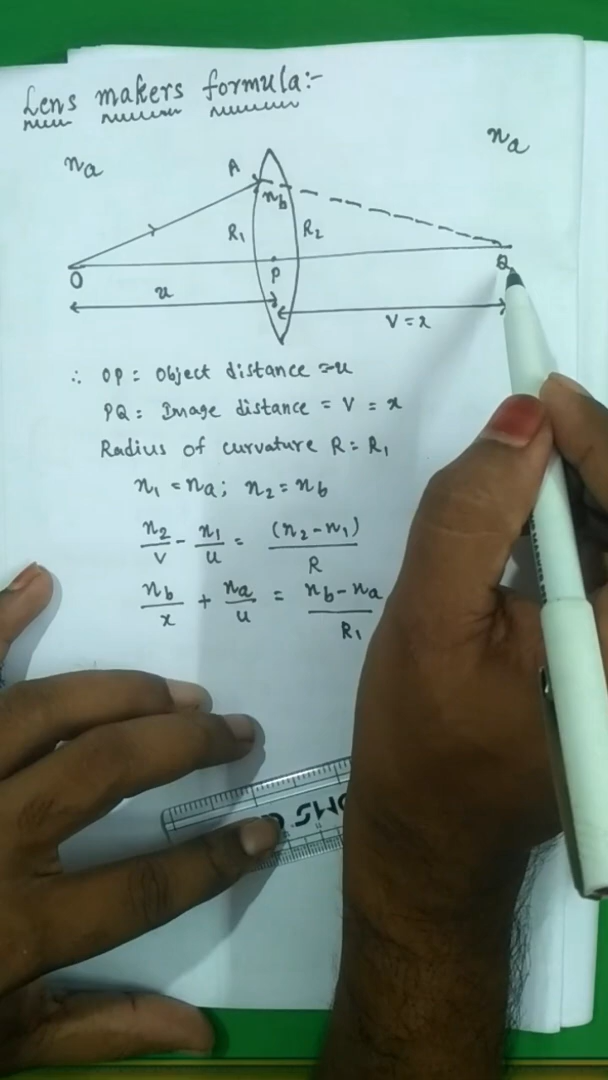 Lens makers formula:-
na
na
A
nb
R1 R2
O
P
Q
u
V = x
∴ OP = Object distance = u
PQ = Image distance = V = x
Radius of curvature R = R1
n1 = na; n2 = nb
n2/V - n1/u = (n2-n1)/R
nb/x + na/u = nb-na/R1